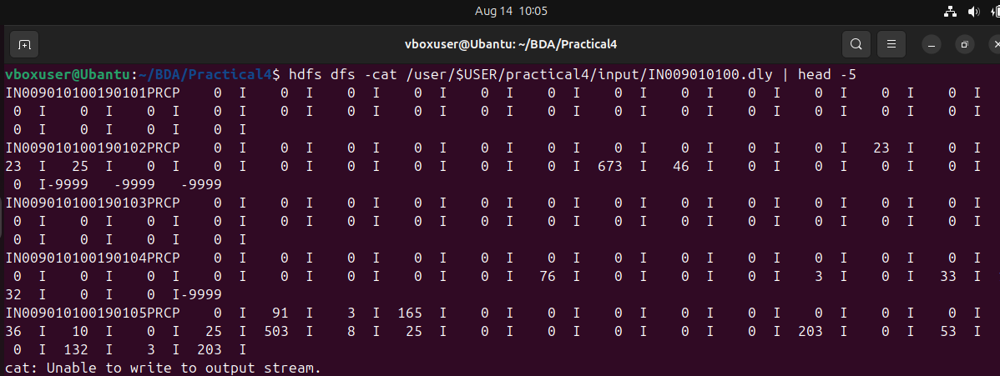 Aug 14 10:05
vboxuser@Ubantu: ~/BDA/Practical4
vboxuser@Ubantu:~/BDA/Practical4$ hdfs dfs -cat /user/$USER/practical4/input/IN009010100.dly | head -5
IN009010100190101PRCP    0  I    0  I    0  I    0  I    0  I    0  I    0  I    0  I    0  I    0  I    0  I    0  I
 0  I    0  I    0  I    0  I    0  I    0  I    0  I    0  I    0  I    0  I    0  I    0  I    0  I    0  I    0  I
 0  I    0  I    0  I    0  I
IN009010100190102PRCP    0  I    0  I    0  I    0  I    0  I    0  I    0  I    0  I    0  I    0  I   23  I    0  I
23  I   25  I    0  I    0  I    0  I    0  I    0  I    0  I    0  I  673  I   46  I    0  I    0  I    0  I    0  I
 0  I-9999   -9999   -9999
IN009010100190103PRCP    0  I    0  I    0  I    0  I    0  I    0  I    0  I    0  I    0  I    0  I    0  I    0  I
 0  I    0  I    0  I    0  I    0  I    0  I    0  I    0  I    0  I    0  I    0  I    0  I    0  I    0  I    0  I
 0  I    0  I    0  I    0  I
IN009010100190104PRCP    0  I    0  I    0  I    0  I    0  I    0  I    0  I    0  I    0  I    0  I    0  I    0  I
 0  I    0  I    0  I    0  I    0  I    0  I    0  I    0  I   76  I    0  I    0  I    0  I    3  I    0  I   33  I
32  I    0  I    0  I-9999
IN009010100190105PRCP    0  I   91  I    3  I  165  I    0  I    0  I    0  I    0  I    0  I    0  I    0  I    0  I
36  I   10  I    0  I   25  I  503  I    8  I   25  I    0  I    0  I    0  I    0  I    0  I  203  I    0  I   53  I
 0  I  132  I    3  I  203  I
cat: Unable to write to output stream.